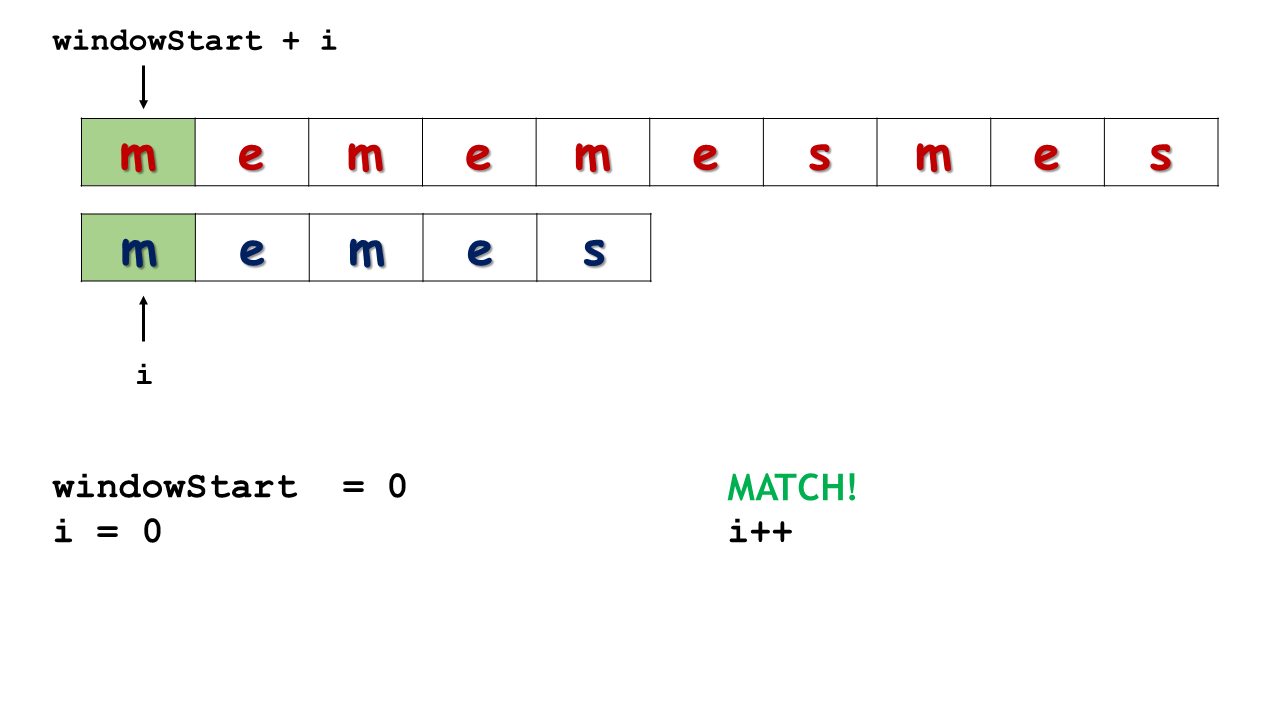 windowStart + i
m e m e m e s m e s
m e m e s
i
windowStart = 0
i = 0
MATCH!
i++